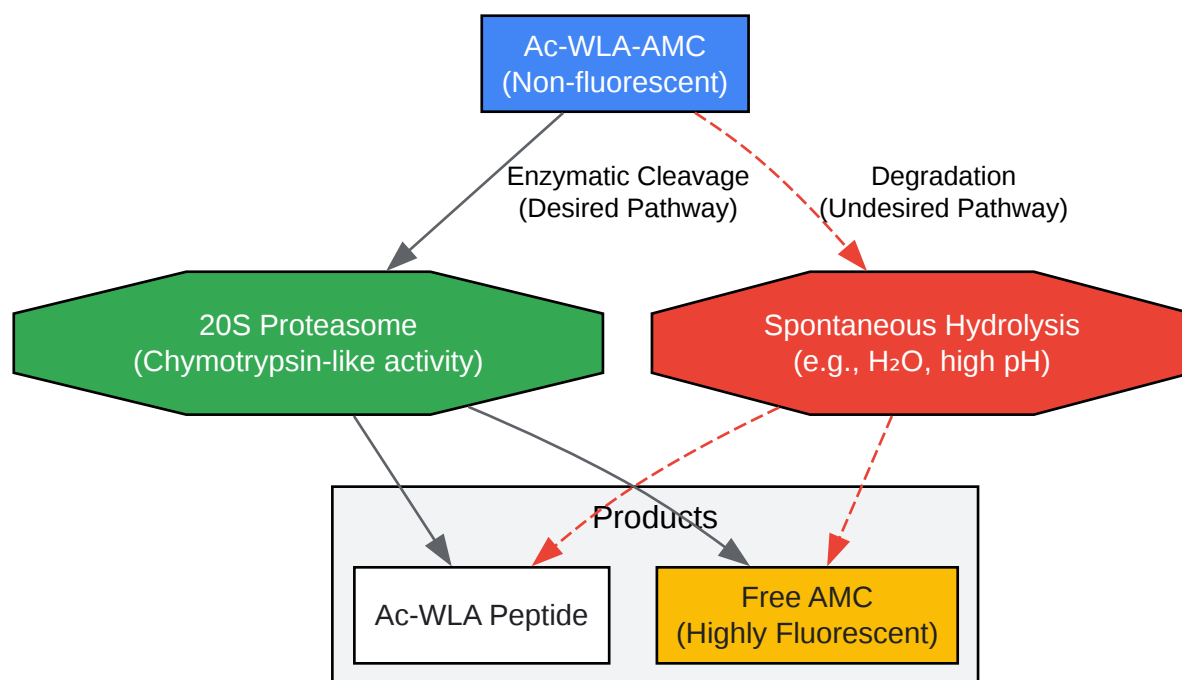 Ac-WLA-AMC
(Non-fluorescent)
Enzymatic Cleavage
(Desired Pathway)
Degradation
(Undesired Pathway)
20S Proteasome
(Chymotrypsin-like activity)
Spontaneous Hydrolysis
(e.g., H₂O, high pH)
Products
Ac-WLA Peptide
Free AMC
(Highly Fluorescent)